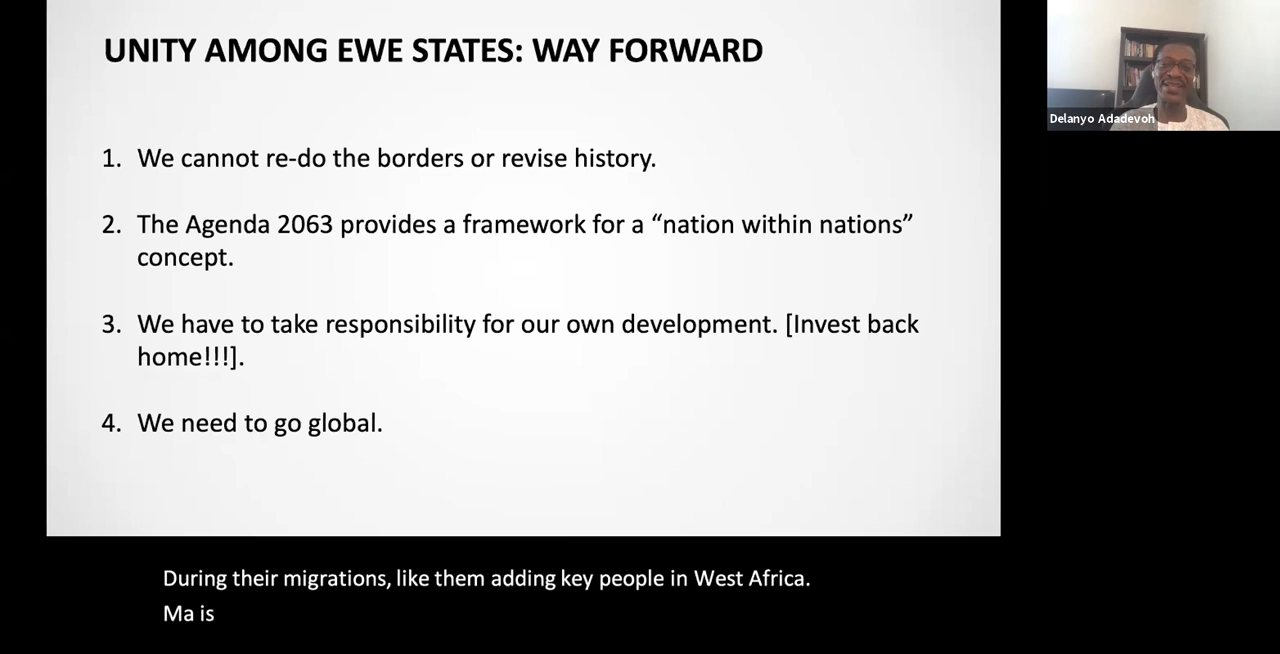 UNITY AMONG EWE STATES: WAY FORWARD
1. We cannot re-do the borders or revise history.
2. The Agenda 2063 provides a framework for a “nation within nations”
concept.
3. We have to take responsibility for our own development. [Invest back
home!!!].
4. We need to go global.
Delanyo Adadevoh
During their migrations, like them adding key people in West Africa.
Ma is